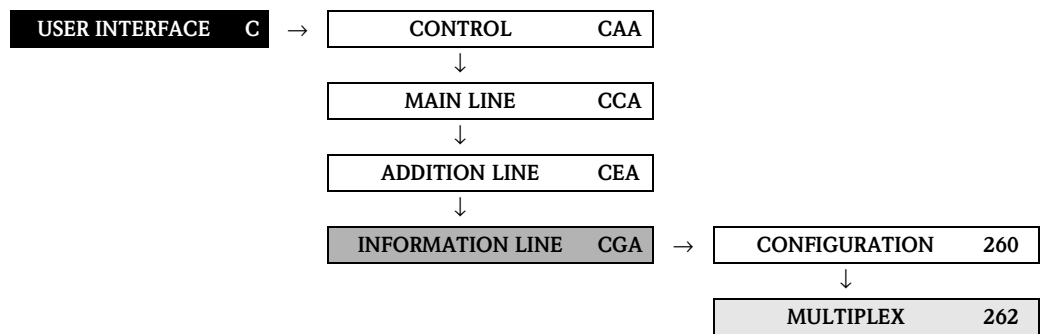 USER INTERFACE C → CONTROL CAA
↓
MAIN LINE CCA
↓
ADDITION LINE CEA
↓
INFORMATION LINE CGA → CONFIGURATION 260
↓
MULTIPLEX 262